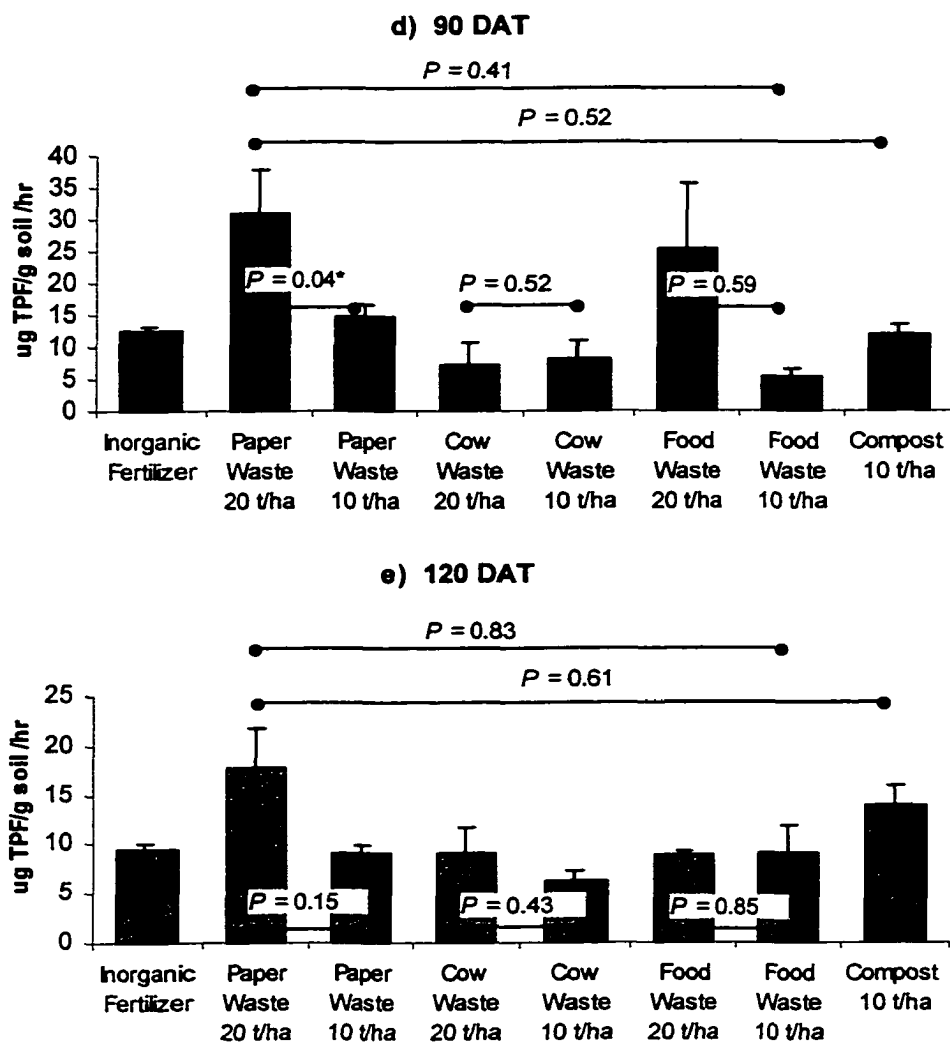 d) 90 DAT
P = 0.41
P = 0.52
ug TPF/g soil /hr
40
35
30
25
20
15
10
5
0
P = 0.04*
P = 0.52
P = 0.59
Inorganic Fertilizer
Paper Waste 20 t/ha
Paper Waste 10 t/ha
Cow Waste 20 t/ha
Cow Waste 10 t/ha
Food Waste 20 t/ha
Food Waste 10 t/ha
Compost 10 t/ha
e) 120 DAT
P = 0.83
P = 0.61
ug TPF/g soil /hr
25
20
15
10
5
0
P = 0.15
P = 0.43
P = 0.85
Inorganic Fertilizer
Paper Waste 20 t/ha
Paper Waste 10 t/ha
Cow Waste 20 t/ha
Cow Waste 10 t/ha
Food Waste 20 t/ha
Food Waste 10 t/ha
Compost 10 t/ha